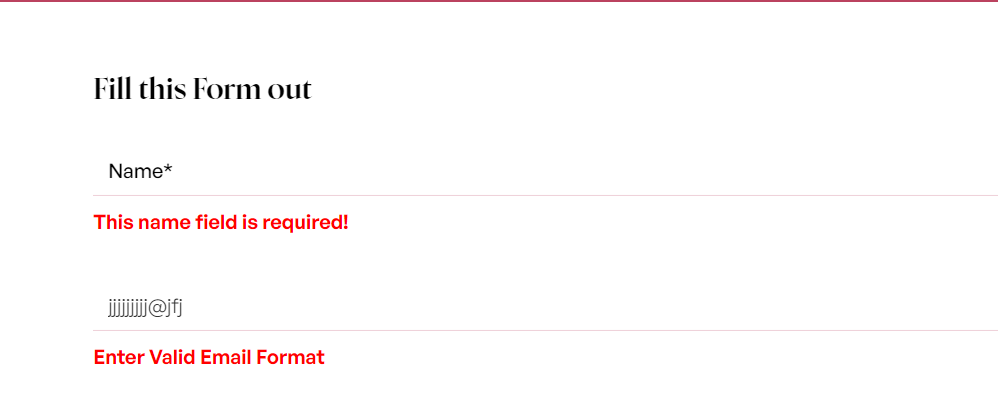 Fill this Form out
Name*
This name field is required!
jjjjjjjjj@jfj
Enter Valid Email Format